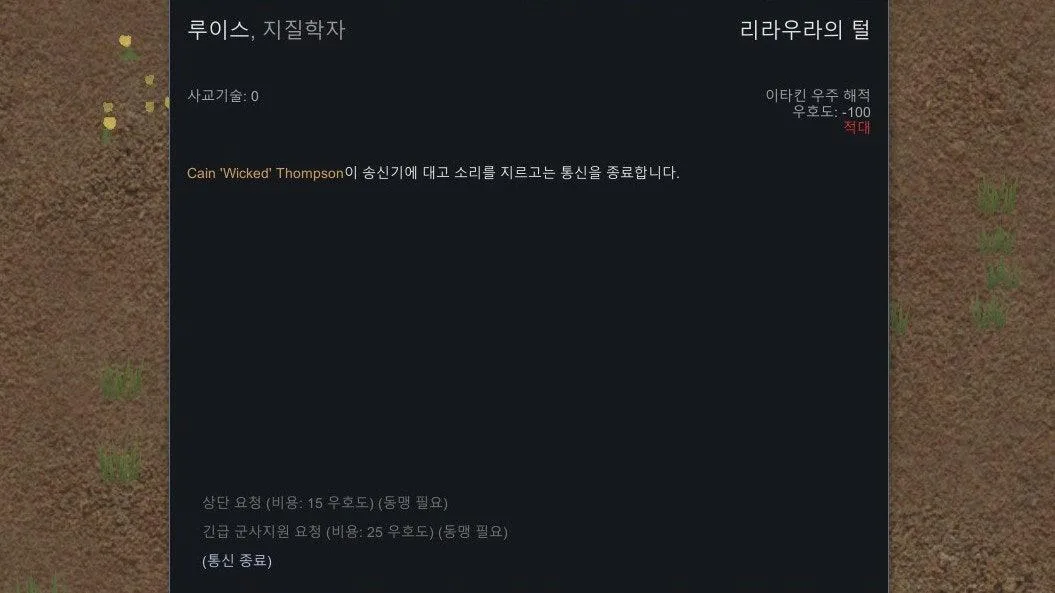 루이스, 지질학자
리라우라의 털
사교기술: 0
이타킨 우주 해적
우호도: -100
적대
Cain 'Wicked' Thompson이 송신기에 대고 소리를 지르고는 통신을 종료합니다.
상단 요청 (비용: 15 우호도) (동맹 필요)
긴급 군사지원 요청 (비용: 25 우호도) (동맹 필요)
(통신 종료)